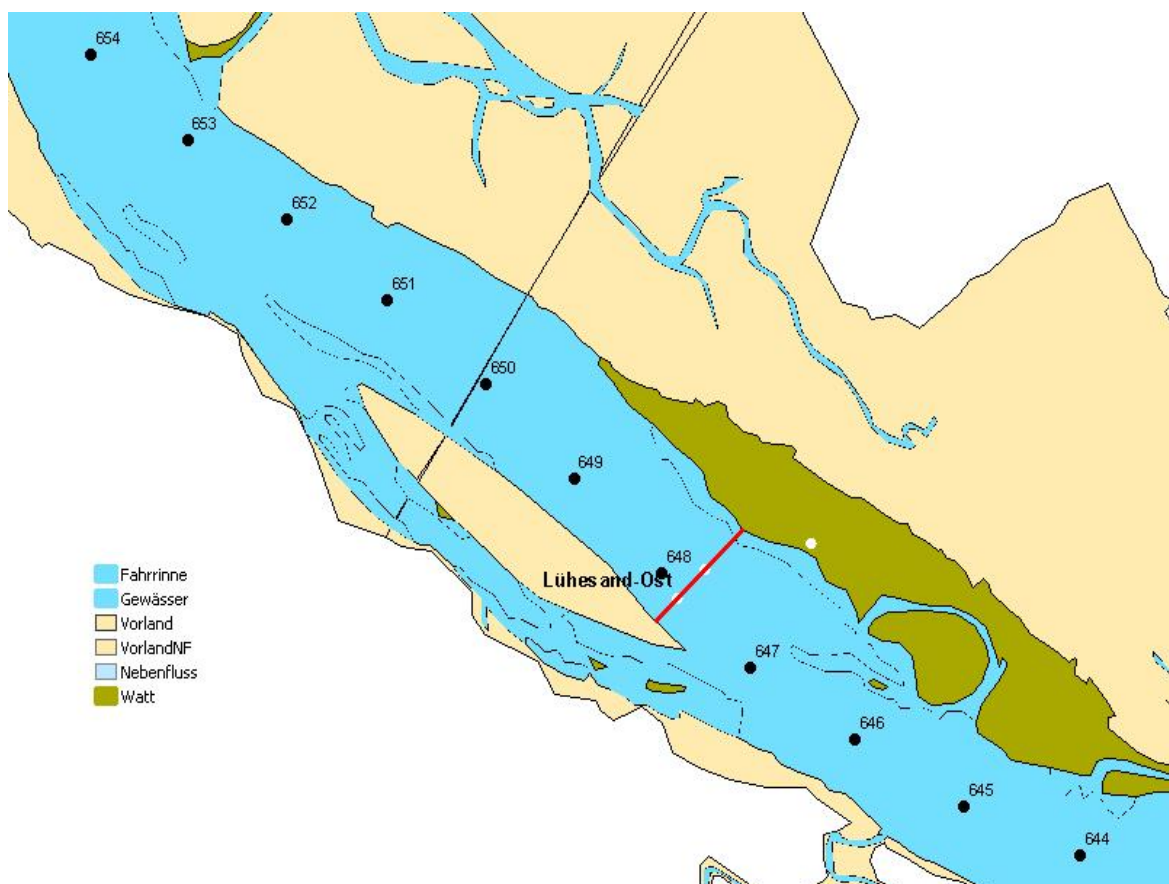 654
653
652
651
650
649
648
Lühesand-Ost
647
646
645
644
Fahrrinne
Gewässer
Vorland
VorlandNF
Nebenfluss
Watt